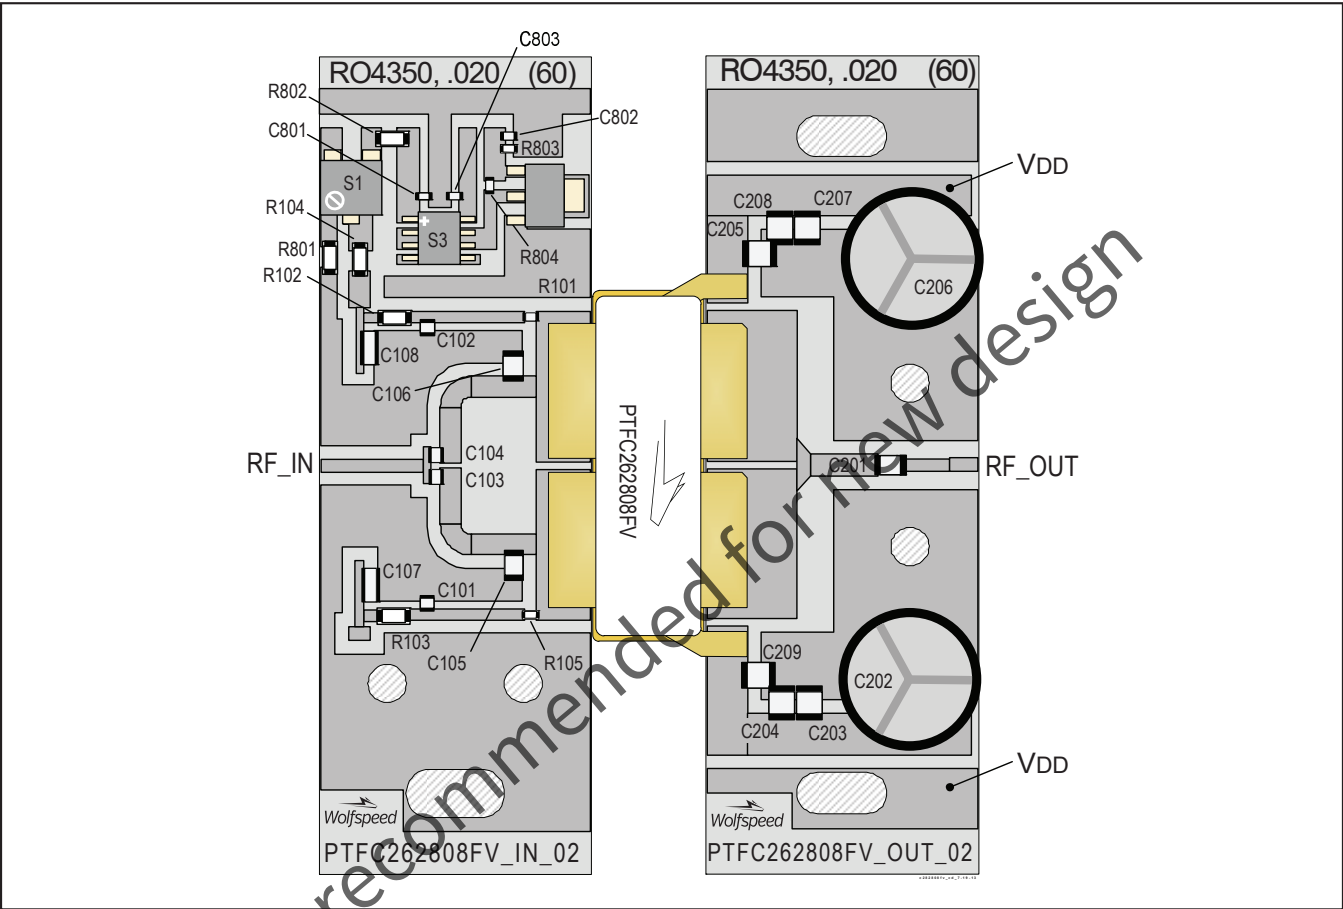 C803
RO4350, .020 (60)
RO4350, .020 (60)
R802
C802
C801
R803
VDD
S1
C208
C207
R104
C205
S3
R801
R804
R102
R101
C206
C102
C108
C106
PTFC262808FV
RF_IN
C104
C103
C201
RF_OUT
C107
C101
R103
C105
R105
C209
C202
C204
C203
VDD
Wolfspeed
Wolfspeed
PTFC262808FV_IN_02
PTFC262808FV_OUT_02
recommended for new design